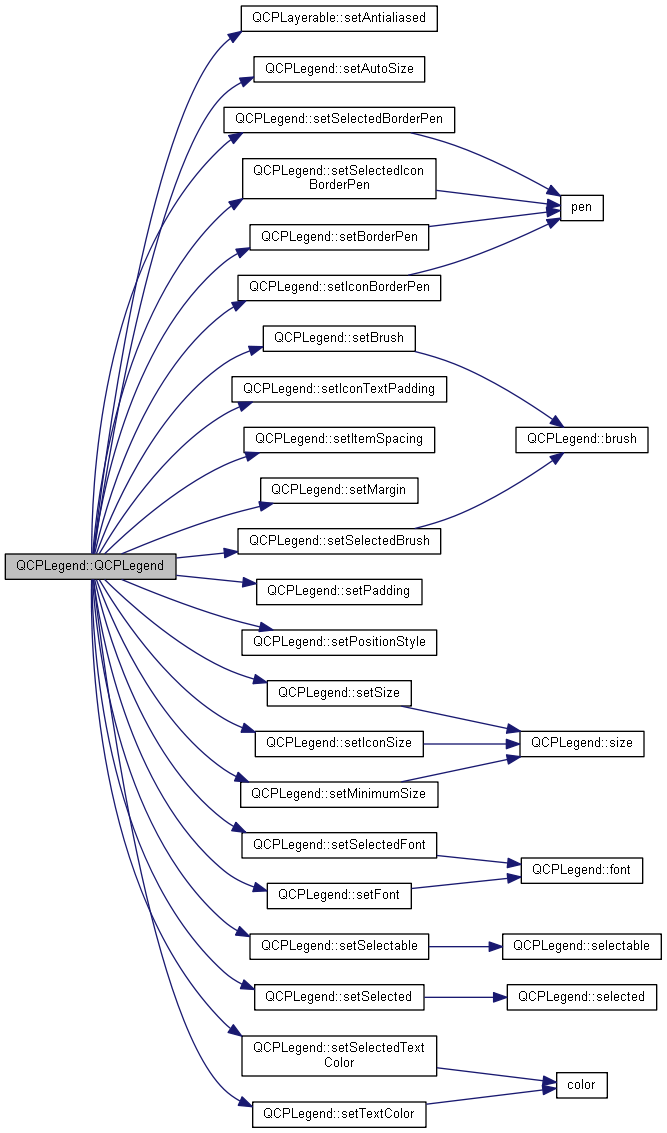 QCPLayerable::setAntialiased
QCPLegend::setAutoSize
QCPLegend::setSelectedBorderPen
QCPLegend::setSelectedIcon
BorderPen
pen
QCPLegend::setBorderPen
QCPLegend::setIconBorderPen
QCPLegend::setBrush
QCPLegend::setIconTextPadding
QCPLegend::setItemSpacing
QCPLegend::brush
QCPLegend::setMargin
QCPLegend::setSelectedBrush
QCPLegend::QCPLegend
QCPLegend::setPadding
QCPLegend::setPositionStyle
QCPLegend::setSize
QCPLegend::setIconSize
QCPLegend::size
QCPLegend::setMinimumSize
QCPLegend::setSelectedFont
QCPLegend::font
QCPLegend::setFont
QCPLegend::setSelectable
QCPLegend::selectable
QCPLegend::setSelected
QCPLegend::selected
QCPLegend::setSelectedText
Color
color
QCPLegend::setTextColor